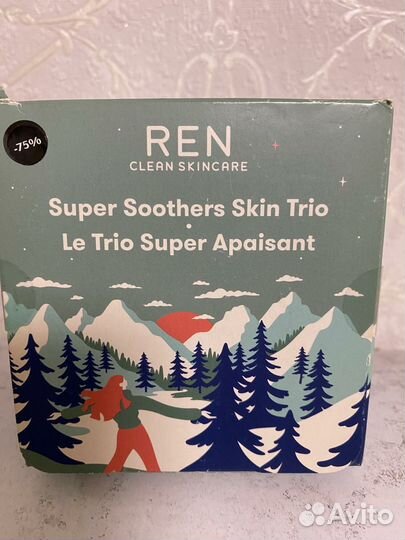 -75%
REN
CLEAN SKINCARE
Super Soothers Skin Trio
Le Trio Super Apaisant
Avito